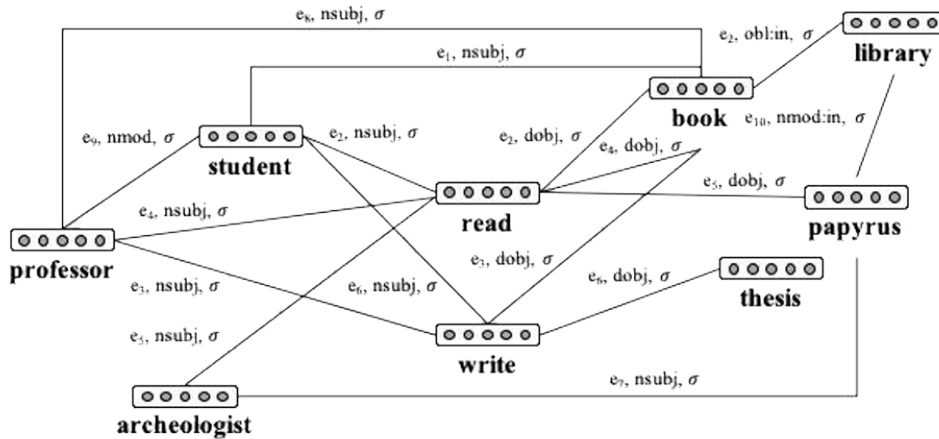 e₈, nsubj, σ
e₂, obl:in, σ
library
e₁, nsubj, σ
book
e₁₀, nmod:in, σ
e₉, nmod, σ
student
e₂, nsubj, σ
e₂, dobj, σ
e₄, dobj, σ
e₅, dobj, σ
e₄, nsubj, σ
read
papyrus
professor
e₃, nsubj, σ
e₆, nsubj, σ
e₃, dobj, σ
e₆, dobj, σ
thesis
e₅, nsubj, σ
write
e₇, nsubj, σ
archeologist